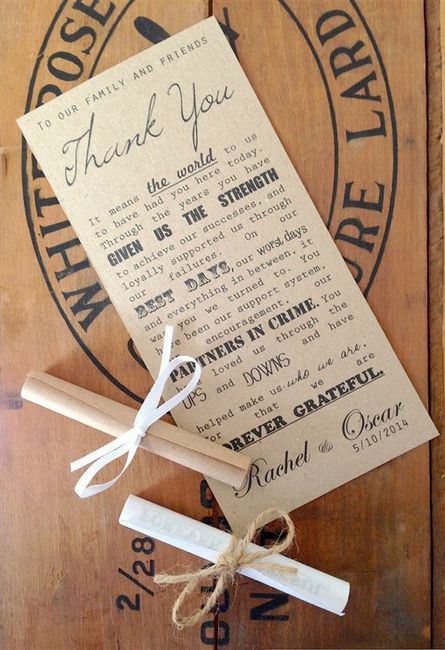 TO OUR FAMILY AND FRIENDS
Thank You
It means the world to us
to have had you here today.
Through the years you have
GIVEN US THE STRENGTH
to achieve our successes, and
loyally supported us through
our failures. On our
BEST DAYS, our worst days
and everything in between, it
was you we turned to. You
have been our support system,
encouragement, our
PARTNERS IN CRIME. You
loved us through the
UPS and DOWNS and have
helped make us who we are.
for that we are
FOREVER GRATEFUL.
Rachel & Oscar
5/10/2014
WHITE
ROSE
PURE LARD
2/28